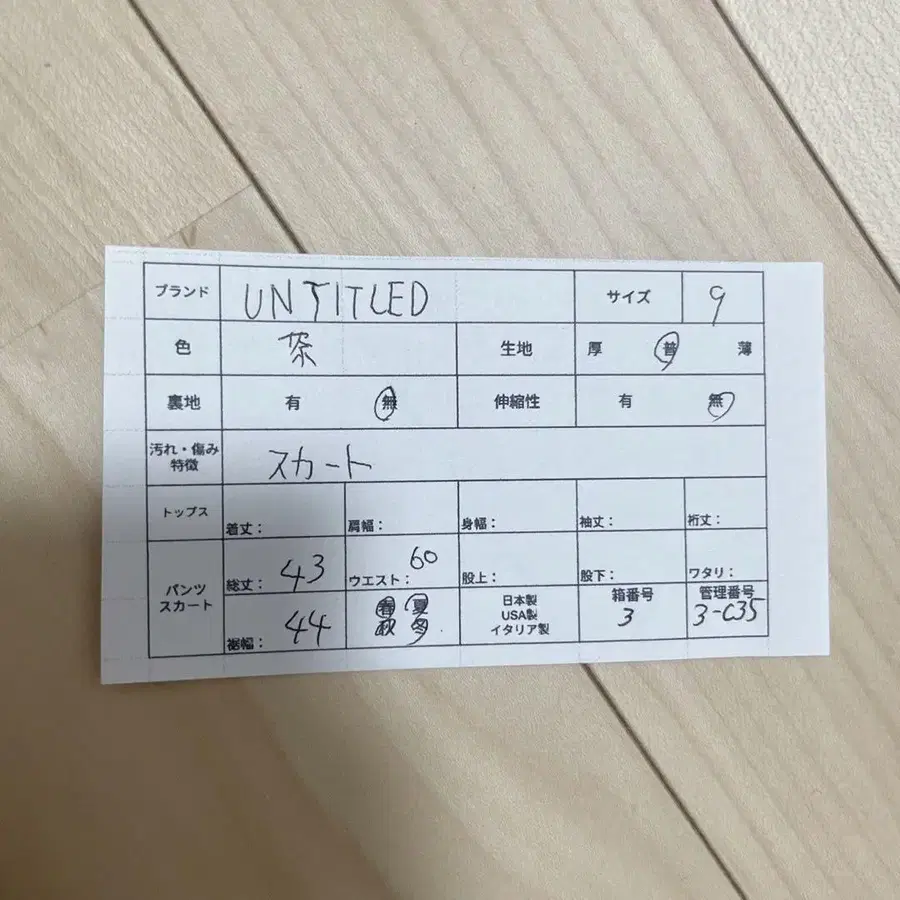 ブランド UNTITLED サイズ 9
色 茶 生地 厚 普 薄
裏地 有 無 伸縮性 有 無
汚れ・傷み
特徴 スカート
トップス 着丈: 肩幅: 身幅: 袖丈: 裄丈:
パンツ
スカート
総丈: 43 ウエスト: 60 股上: 股下: ワタリ:
裾幅: 44
春 夏
秋 冬
日本製
USA製
イタリア製
箱番号
3
管理番号
3-C35